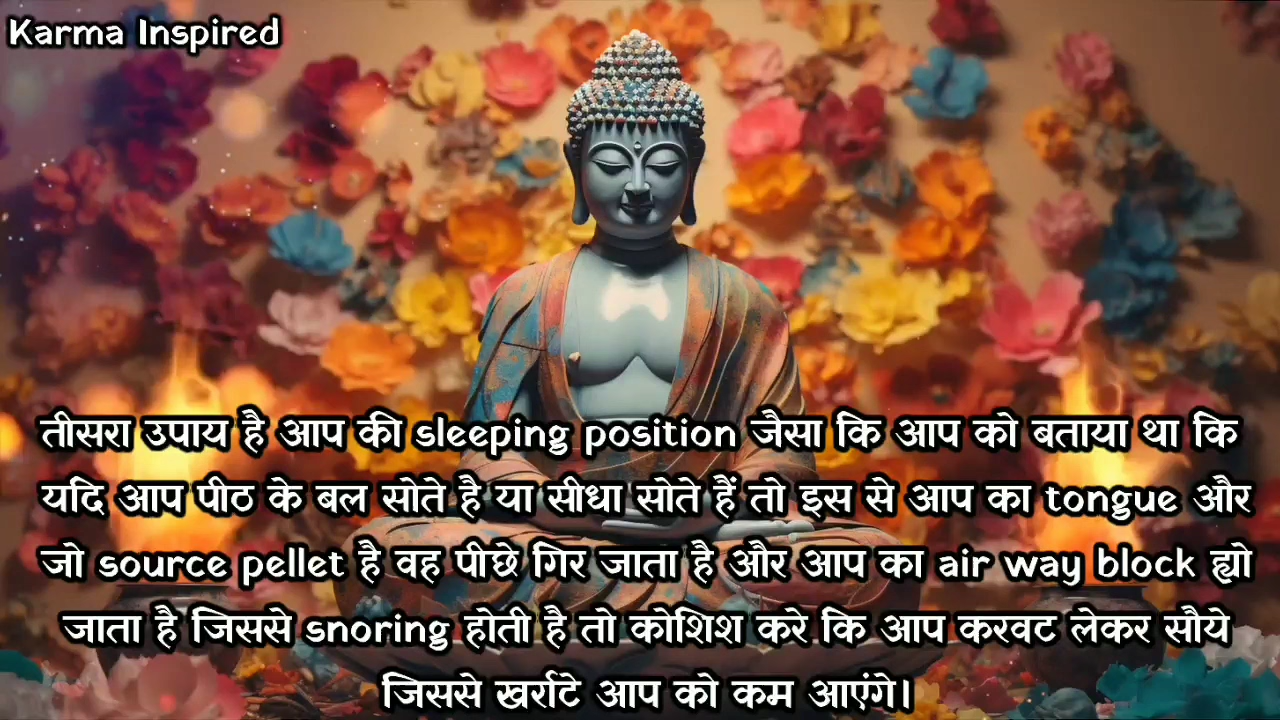 Karma Inspired
तीसरा उपाय है आप की sleeping position जैसा कि आप को बताया था कि
यदि आप पीठ के बल सोते है या सीधा सोते हैं तो इस से आप का tongue और
जो source pellet है वह पीछे गिर जाता है और आप का air way block ह्यो
जाता है जिससे snoring होती है तो कोशिश करे कि आप करवट लेकर सौये
जिससे खर्राटे आप को कम आएंगे।